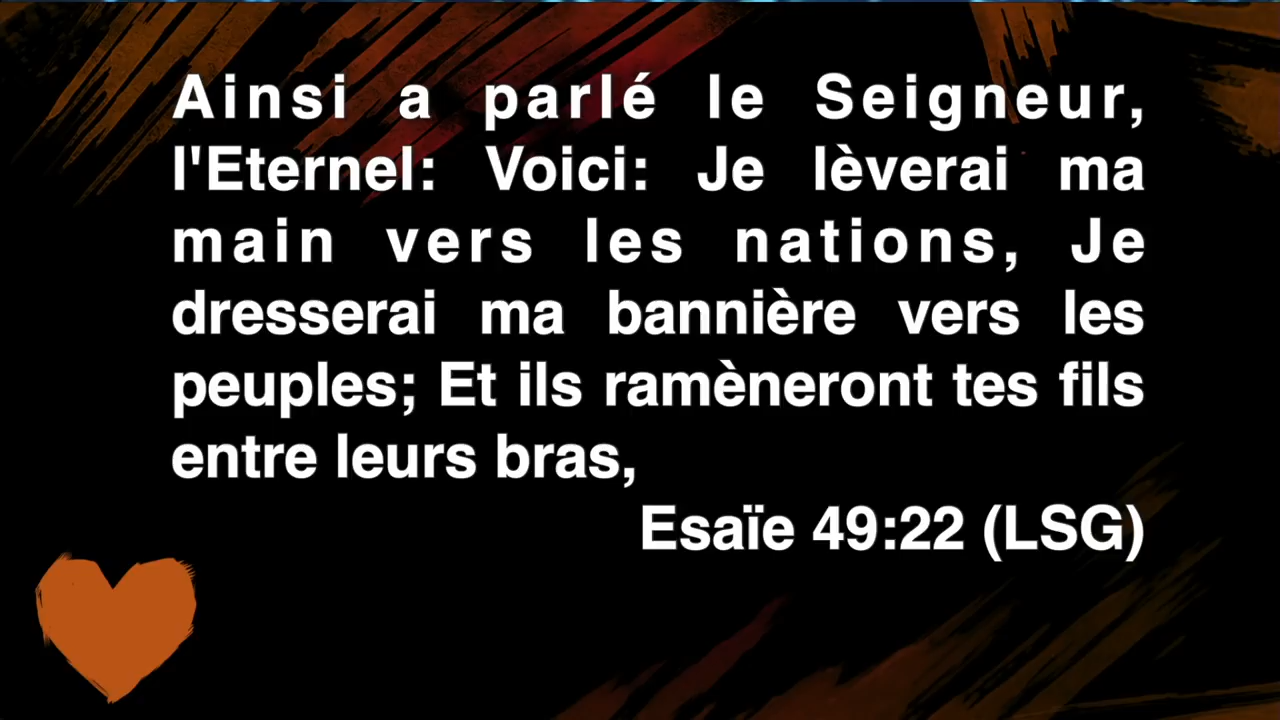 Ainsi a parlé le Seigneur,
l'Eternel: Voici: Je lèverai ma
main vers les nations, Je
dresserai ma bannière vers les
peuples; Et ils ramèneront tes fils
entre leurs bras,
Esaïe 49:22 (LSG)